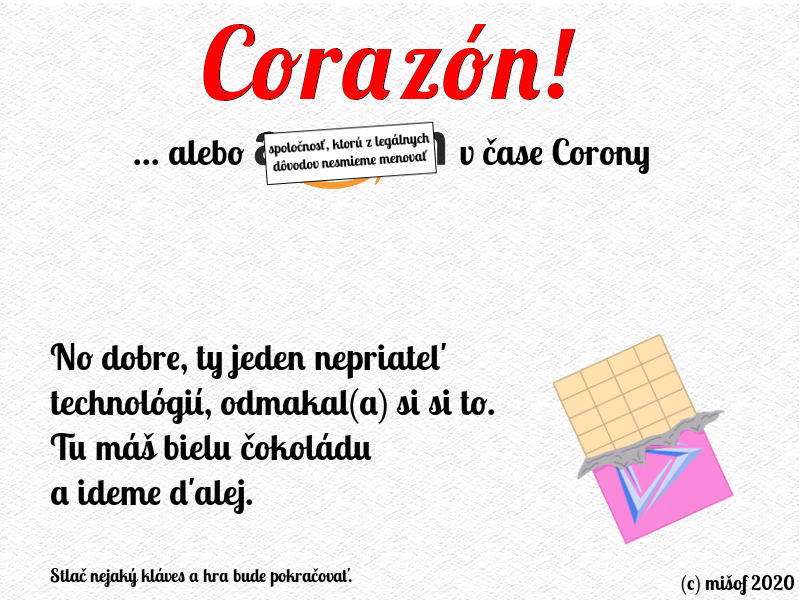 Corazón!
... alebo
spoločnosť, ktorú z legálnych
dôvodov nesmieme menovať
v čase Corony
No dobre, ty jeden nepriateľ
technológií, odmakal(a) si si to.
Tu máš bielu čokoládu
a ideme ďalej.
Stlač nejaký kláves a hra bude pokračovať.
(c) mišof 2020